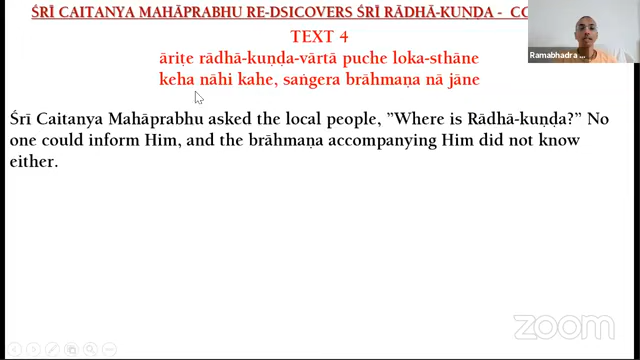 ŚRĪ CAITANYA MAHĀPRABHU RE-DSICOVERS ŚRĪ RĀDHĀ-KUNDA - CO
Ramabhadra
TEXT 4
āriṭe rādhā-kuṇḍa-vārtā puche loka-sthāne
keha nāhi kahe, saṅgera brāhmaṇa nā jāne
Śrī Caitanya Mahāprabhu asked the local people, ”Where is Rādhā-kuṇḍa?” No
one could inform Him, and the brāhmaṇa accompanying Him did not know
either.
zoom